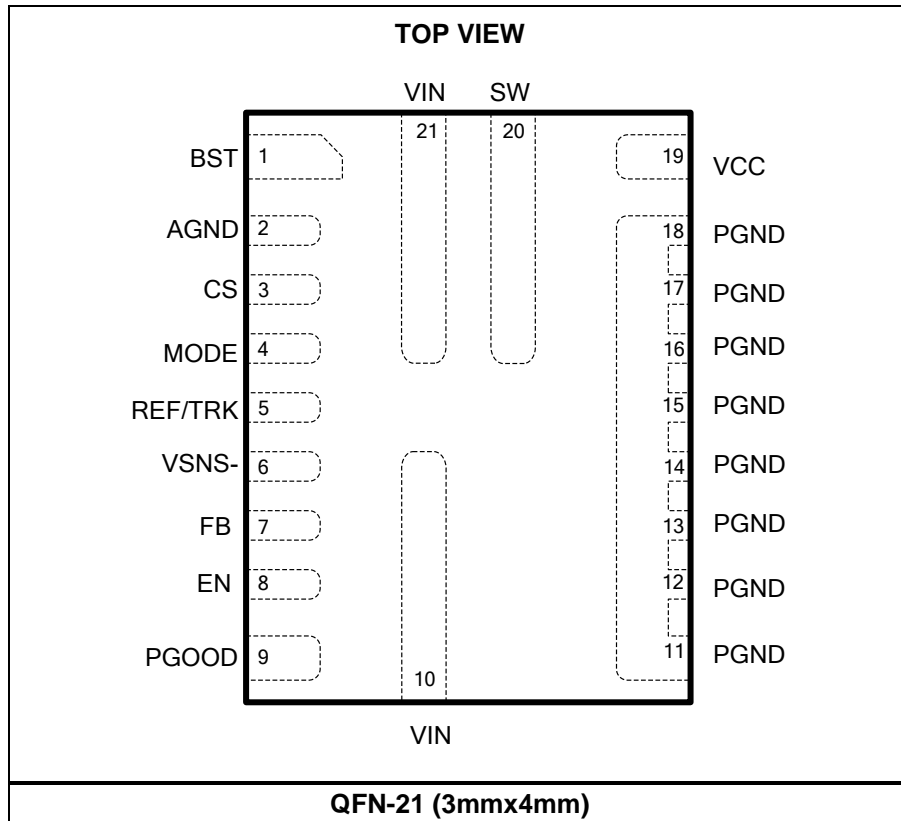 TOP VIEW
VIN SW
21 20
BST 1 19 VCC
AGND 2 18 PGND
CS 3 17 PGND
MODE 4 16 PGND
REF/TRK 5 15 PGND
VSNS- 6 14 PGND
FB 7 13 PGND
EN 8 12 PGND
PGOOD 9 11 PGND
10
VIN
QFN-21 (3mmx4mm)